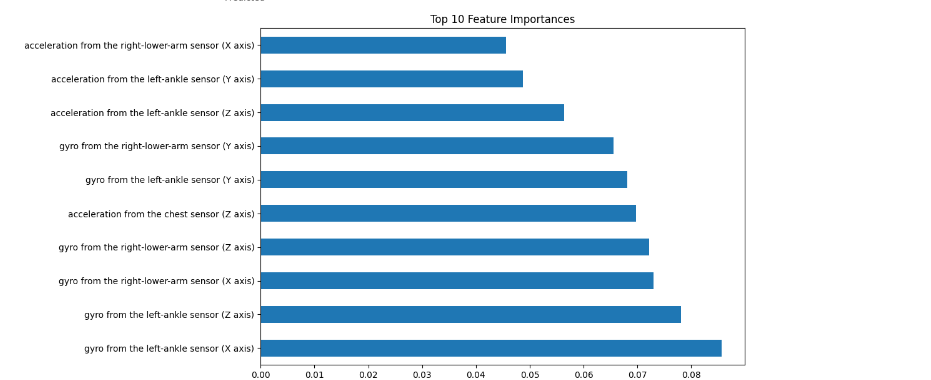 Top 10 Feature Importances
acceleration from the right-lower-arm sensor (X axis)
acceleration from the left-ankle sensor (Y axis)
acceleration from the left-ankle sensor (Z axis)
gyro from the right-lower-arm sensor (Y axis)
gyro from the left-ankle sensor (Y axis)
acceleration from the chest sensor (Z axis)
gyro from the right-lower-arm sensor (Z axis)
gyro from the right-lower-arm sensor (X axis)
gyro from the left-ankle sensor (Z axis)
gyro from the left-ankle sensor (X axis)
0.00 0.01 0.02 0.03 0.04 0.05 0.06 0.07 0.08